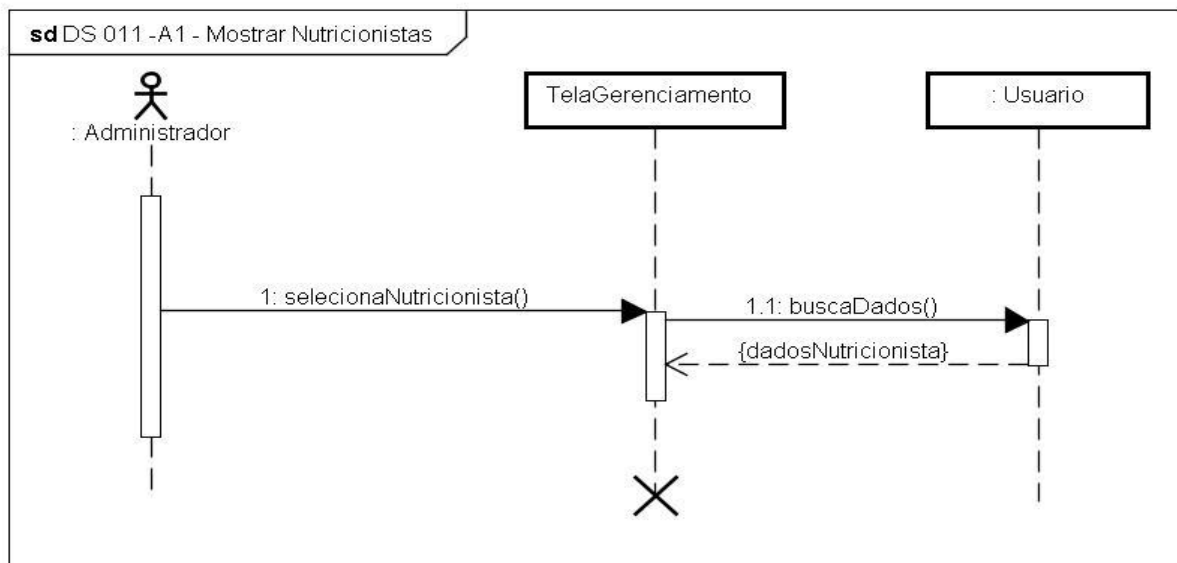 sd DS 011 -A1 - Mostrar Nutricionistas
: Administrador
TelaGerenciamento
: Usuario
1: selecionaNutricionista()
1.1: buscaDados()
{dadosNutricionista}